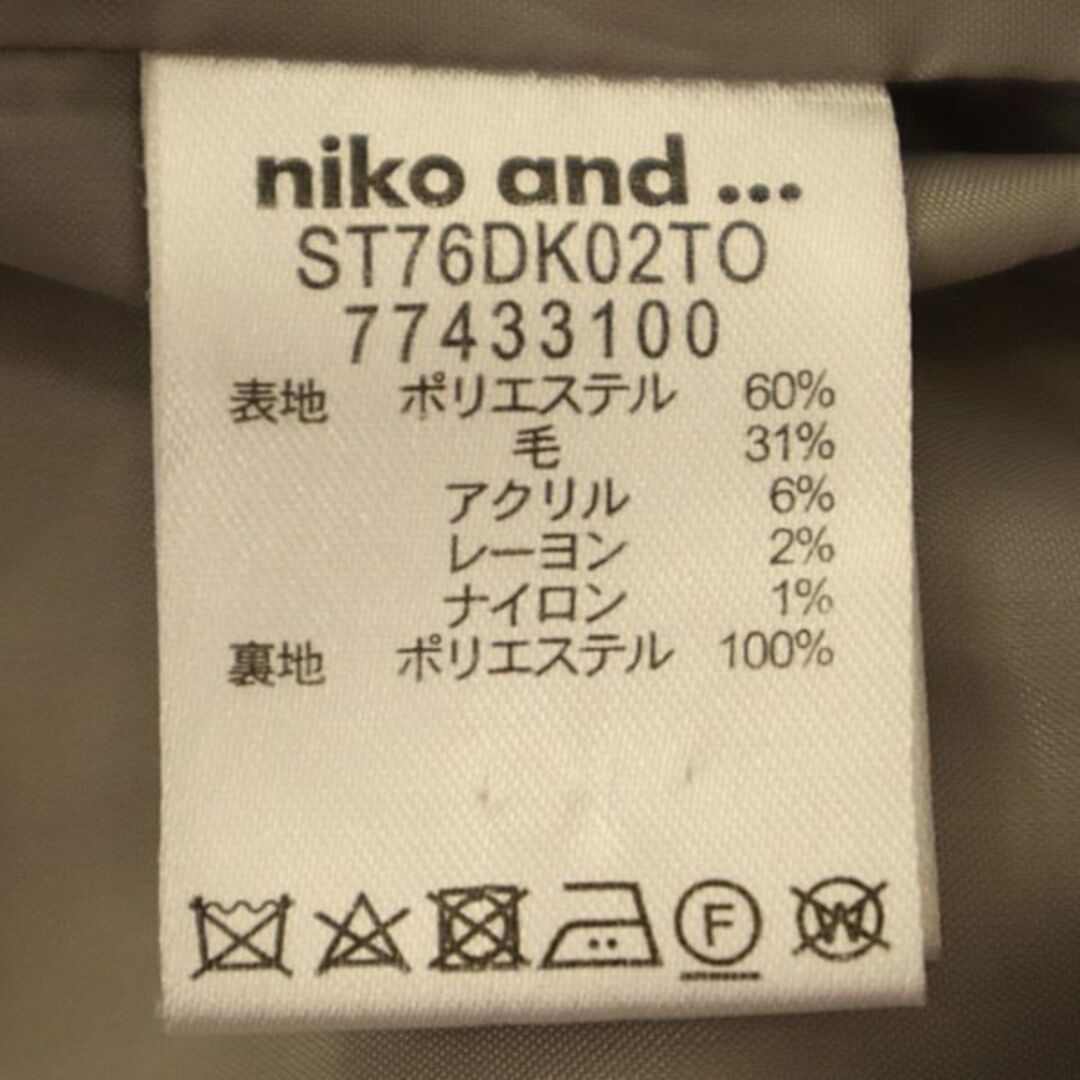 niko and ...
ST76DK02TO
77433100
表地 ポリエステル 60%
毛 31%
アクリル 6%
レーヨン 2%
ナイロン 1%
裏地 ポリエステル 100%
F W